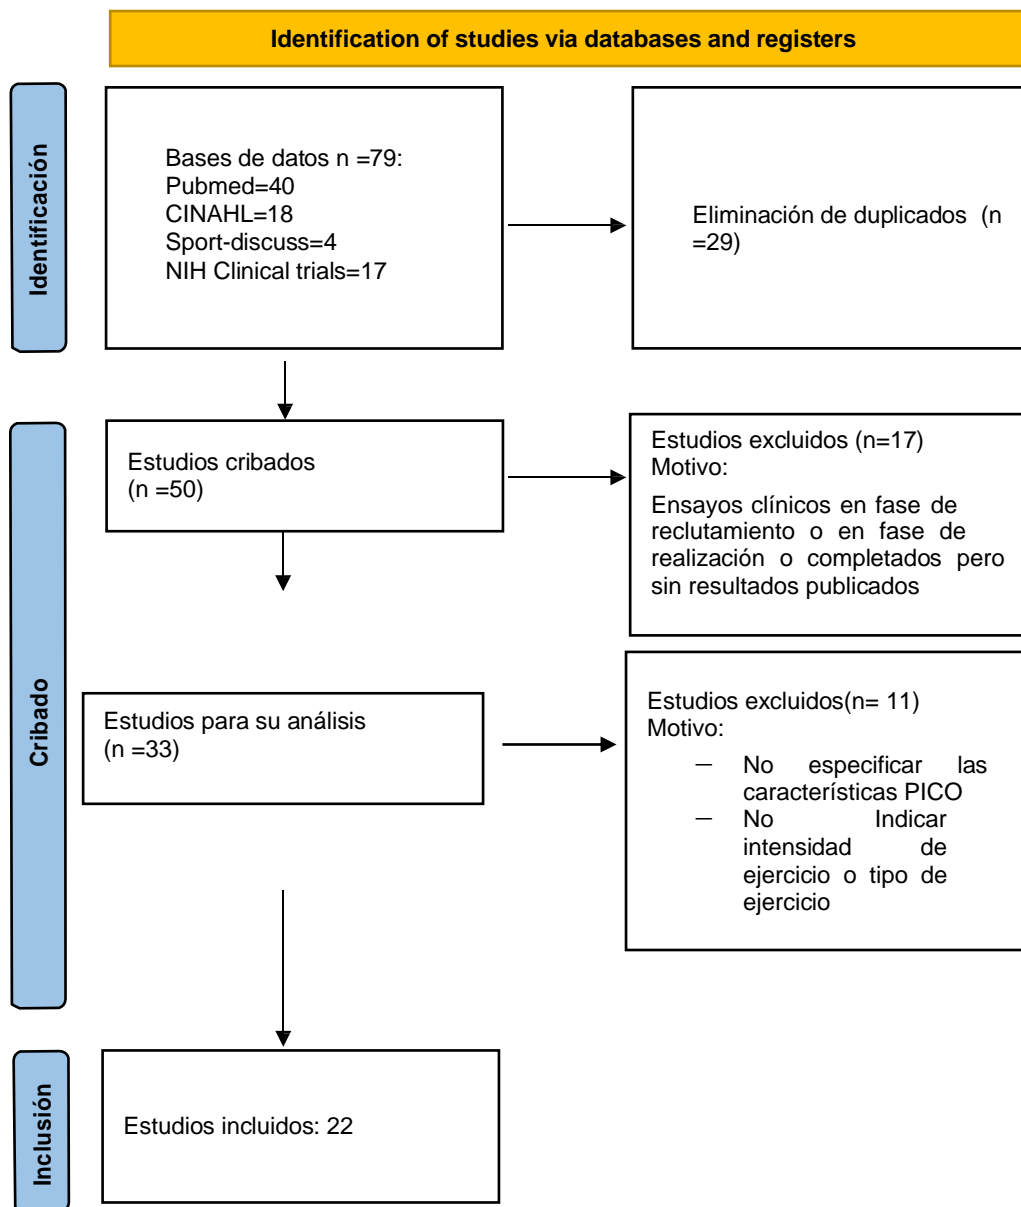 Identification of studies via databases and registers
Identificación
Bases de datos n =79:
Pubmed=40
CINAHL=18
Sport-discuss=4
NIH Clinical trials=17
Eliminación de duplicados (n
=29)
Cribado
Estudios cribados
(n =50)
Estudios excluidos (n=17)
Motivo:
Ensayos clínicos en fase de
reclutamiento o en fase de
realización o completados pero
sin resultados publicados
Estudios para su análisis
(n =33)
Estudios excluidos(n= 11)
Motivo:
— No especificar las
características PICO
— No Indicar
intensidad de
ejercicio o tipo de
ejercicio
Inclusión
Estudios incluidos: 22